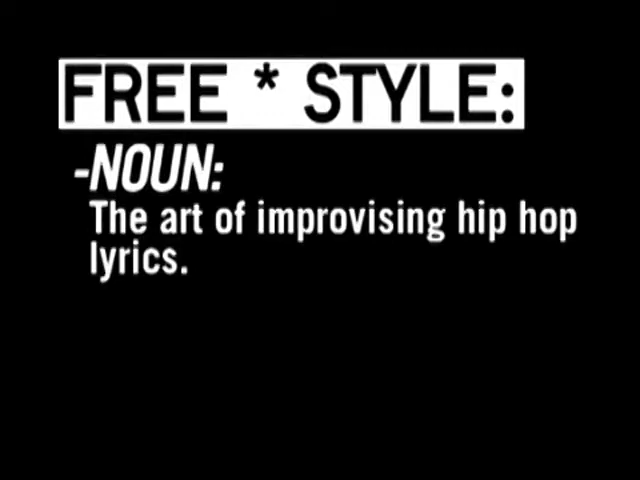 FREE * STYLE:
-NOUN:
The art of improvising hip hop
lyrics.